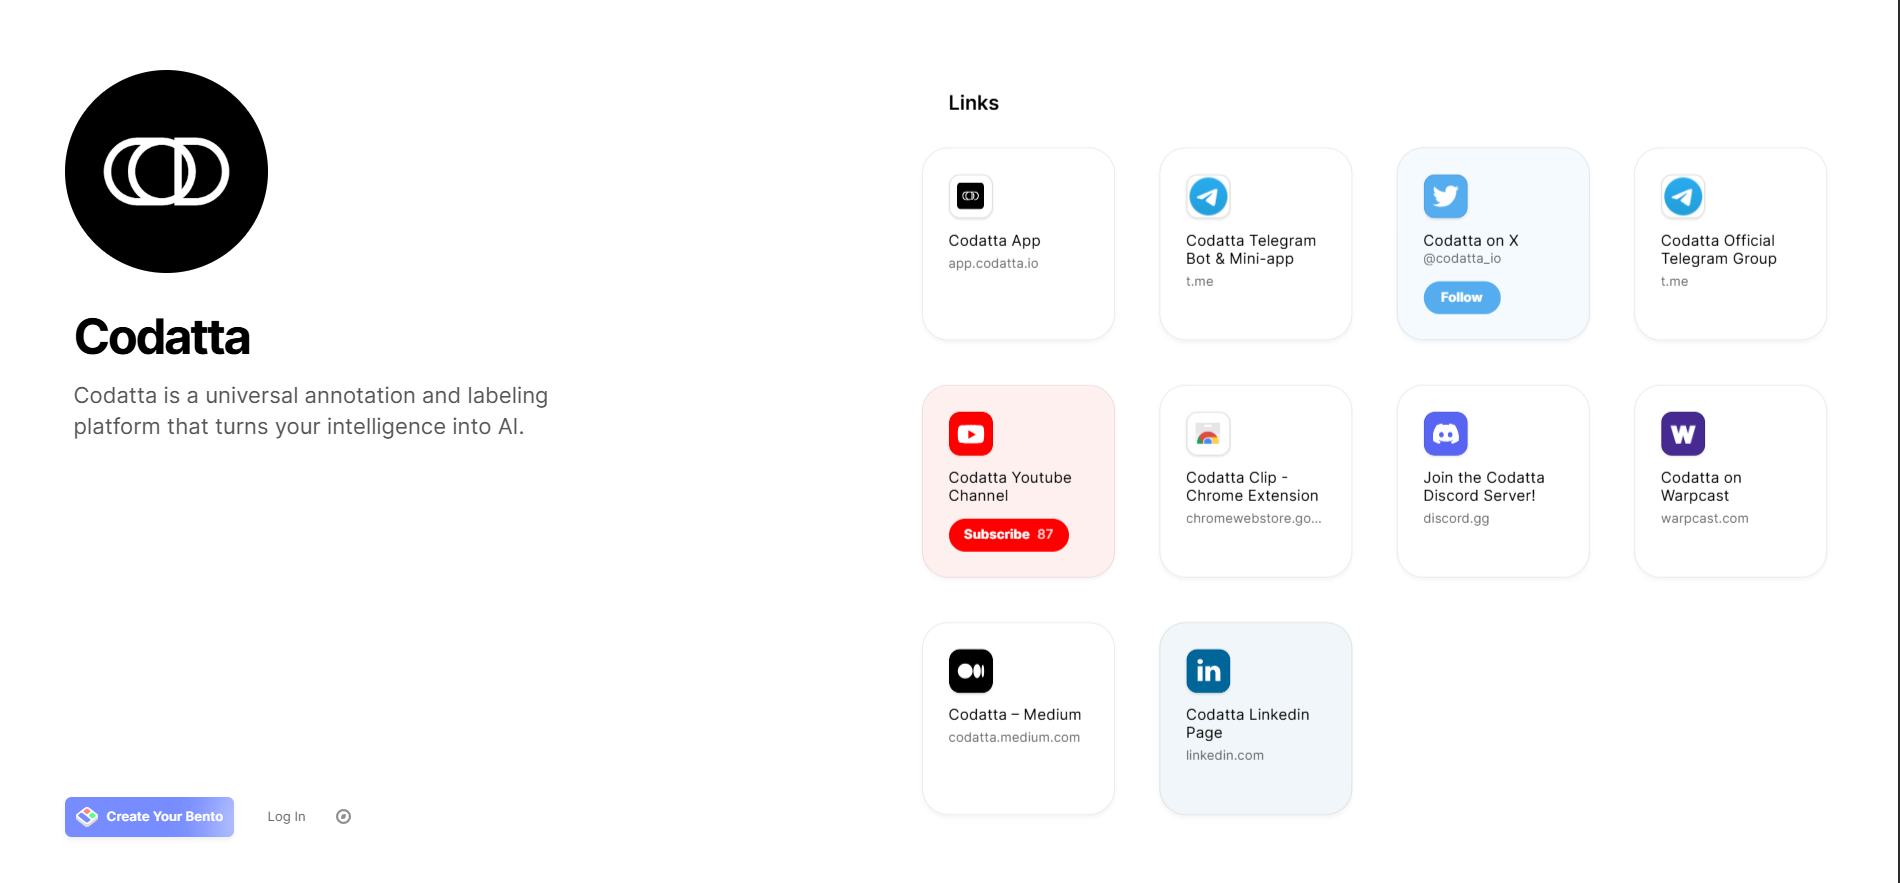 Codatta
Codatta is a universal annotation and labeling
platform that turns your intelligence into AI.
Create Your Bento
Log In
Links
Codatta App
app.codatta.io
Codatta Telegram
Bot & Mini-app
t.me
Codatta on X
@codatta_io
Follow
Codatta Official
Telegram Group
t.me
Codatta Youtube
Channel
Subscribe 87
Codatta Clip -
Chrome Extension
chromewebstore.go...
Join the Codatta
Discord Server!
discord.gg
W
Codatta on
Warpcast
warpcast.com
Codatta – Medium
codatta.medium.com
in
Codatta Linkedin
Page
linkedin.com